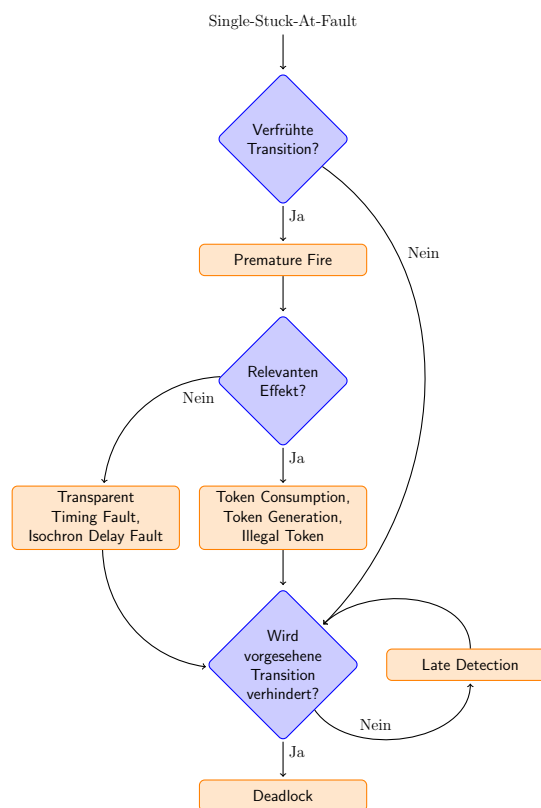 Single-Stuck-At-Fault
Verfrühte
Transition?
Ja
Nein
Premature Fire
Relevanten
Effekt?
Nein
Ja
Transparent
Timing Fault,
Isochron Delay Fault
Token Consumption,
Token Generation,
Illegal Token
Wird
vorgesehene
Transition
verhindert?
Late Detection
Nein
Ja
Deadlock